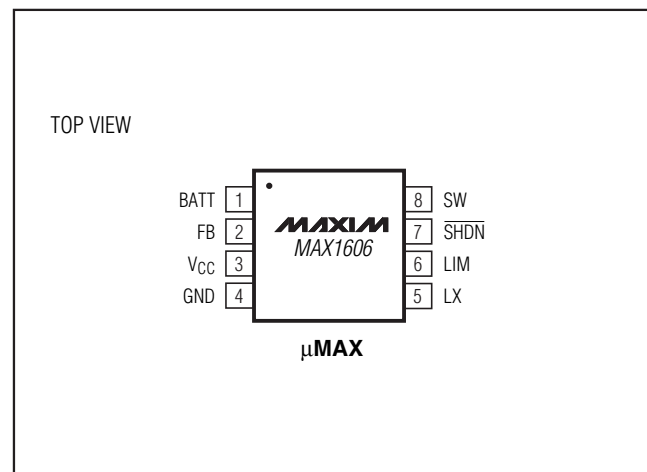 TOP VIEW
BATT 1 8 SW
MAXIM
FB 2 7 SHDN
MAX1606
VCC 3 6 LIM
GND 4 5 LX
µMAX